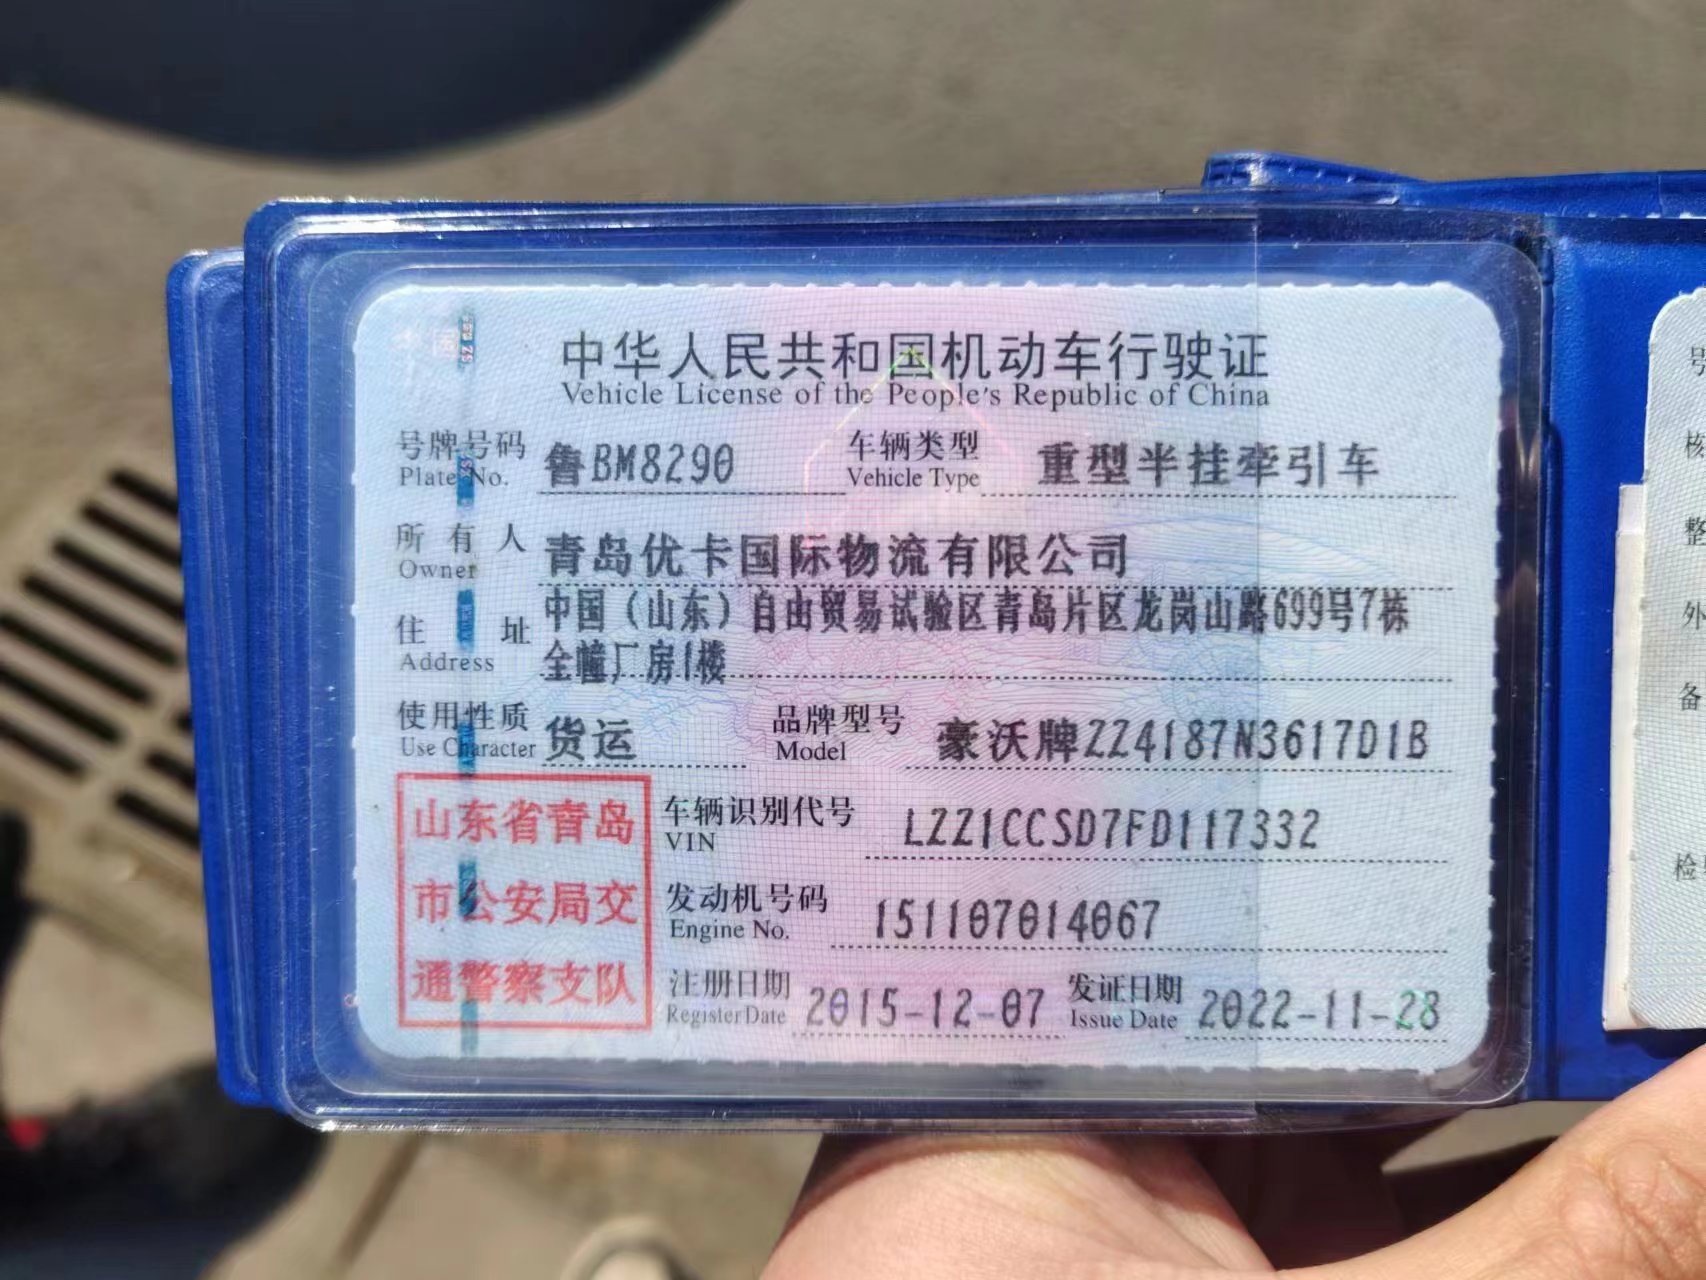 中华人民共和国机动车行驶证
Vehicle License of the People's Republic of China
号牌号码 鲁BM8290 车辆类型 重型半挂牵引车
Plate No. Vehicle Type
所有人 青岛优卡国际物流有限公司
Owner
住址 中国(山东)自由贸易试验区青岛片区龙岗山路699号7栋
Address 全幢厂房1楼
使用性质 货运 品牌型号 豪沃牌ZZ4187N3617D1B
Use Character Model
山东省青岛
市公安局交
通警察支队
车辆识别代号 LZZ1CCSD7FD117332
VIN
发动机号码 151107014067
Engine No.
注册日期 2015-12-07 发证日期 2022-11-28
Register Date Issue Date
号
核
整
外
备
检